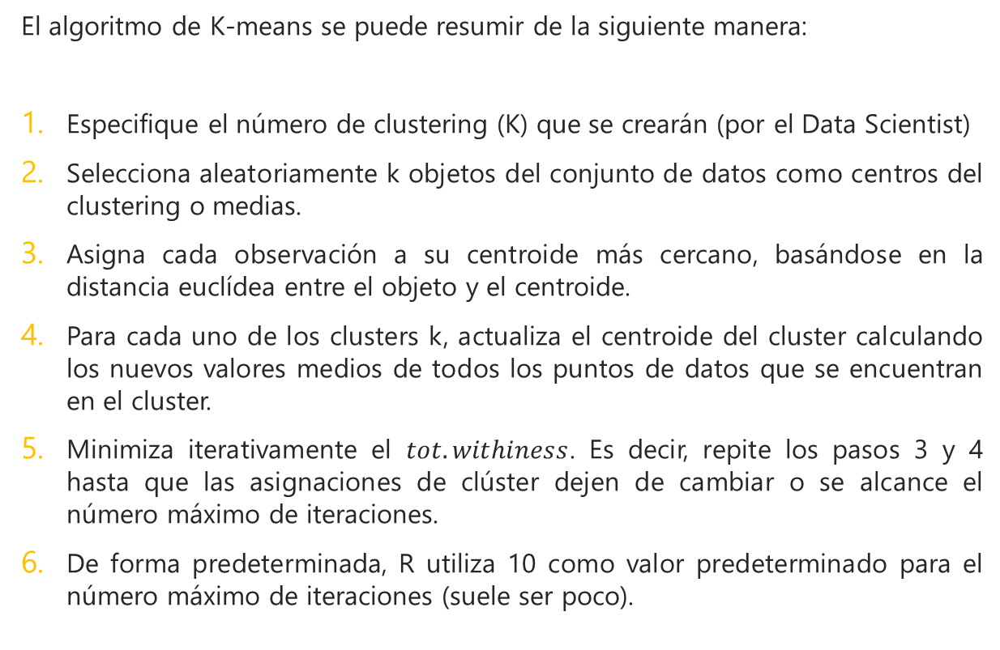 El algoritmo de K-means se puede resumir de la siguiente manera:
1. Especifique el número de clustering (K) que se crearán (por el Data Scientist)
2. Selecciona aleatoriamente k objetos del conjunto de datos como centros del
clustering o medias.
3. Asigna cada observación a su centroide más cercano, basándose en la
distancia euclídea entre el objeto y el centroide.
4. Para cada uno de los clusters k, actualiza el centroide del cluster calculando
los nuevos valores medios de todos los puntos de datos que se encuentran
en el cluster.
5. Minimiza iterativamente el tot.withiness. Es decir, repite los pasos 3 y 4
hasta que las asignaciones de clúster dejen de cambiar o se alcance el
número máximo de iteraciones.
6. De forma predeterminada, R utiliza 10 como valor predeterminado para el
número máximo de iteraciones (suele ser poco).